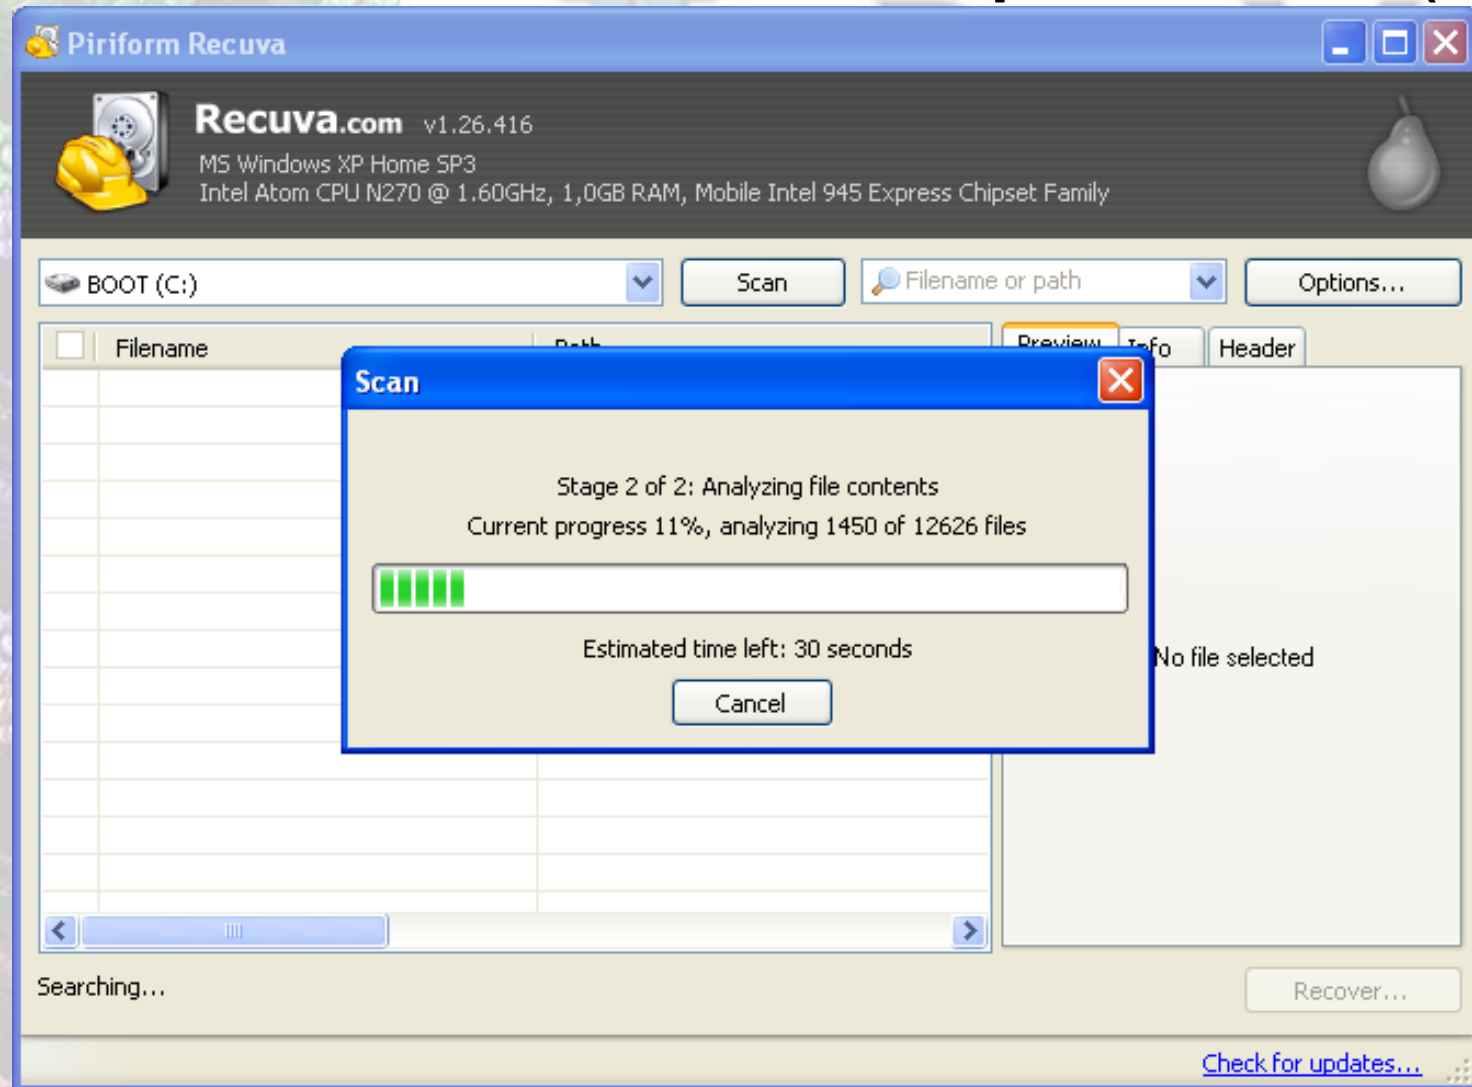 Piriform Recuva
Recuva.com v1.26.416
MS Windows XP Home SP3
Intel Atom CPU N270 @ 1.60GHz, 1,0GB RAM, Mobile Intel 945 Express Chipset Family
BOOT (C:) Scan Filename or path Options...
Filename Path Preview Info Header
Scan
Stage 2 of 2: Analyzing file contents
Current progress 11%, analyzing 1450 of 12626 files
Estimated time left: 30 seconds
No file selected
Cancel
Searching... Recover...
Check for updates...